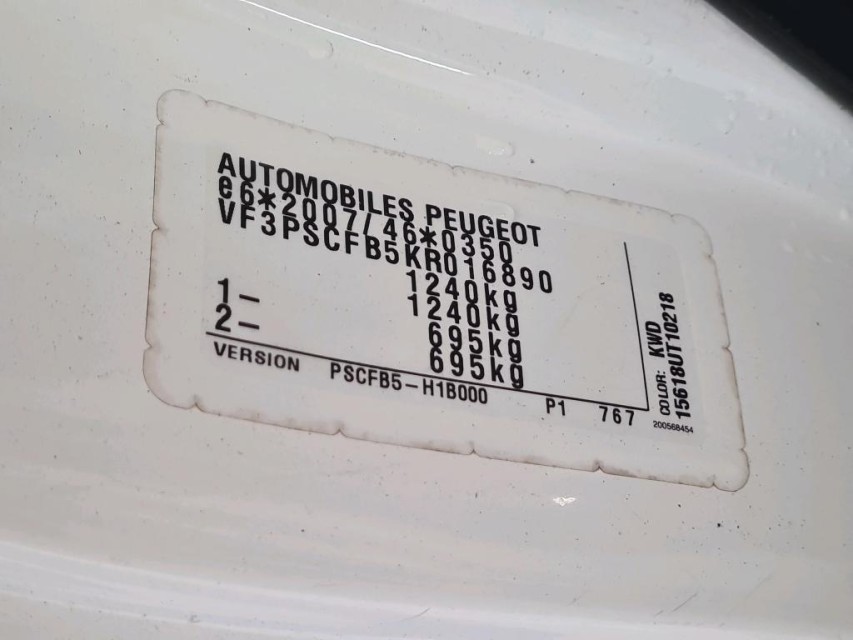 AUTOMOBILES PEUGEOT
e6*2007/46*0350
VF3PSCFB5KR016890
1240kg
1240kg
1– 695kg
2– 695kg
VERSION PSCFB5–H1B000 P1 767
COLOR: KWD
15618UT10218
200568454